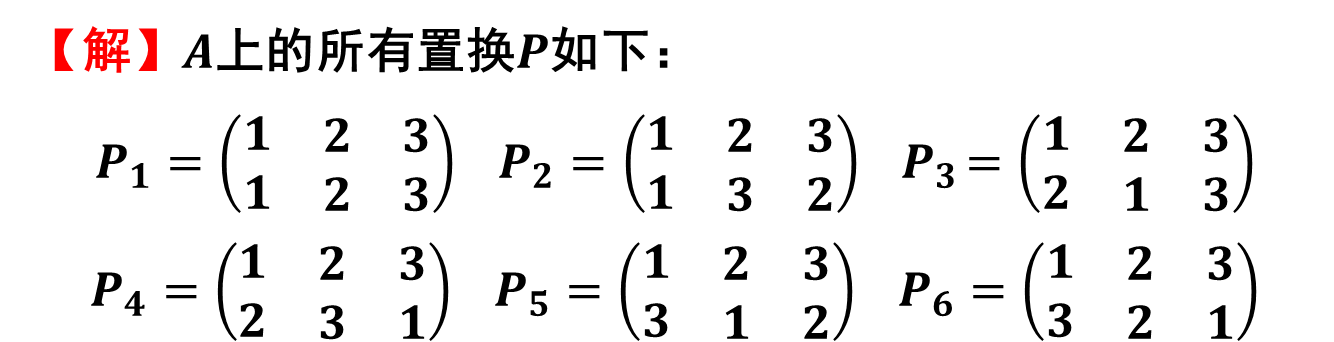 【解】A上的所有置换P如下：
P₁ = (1 2 3
1 2 3) P₂ = (1 2 3
1 3 2) P₃ = (1 2 3
2 1 3)
P₄ = (1 2 3
2 3 1) P₅ = (1 2 3
3 1 2) P₆ = (1 2 3
3 2 1)